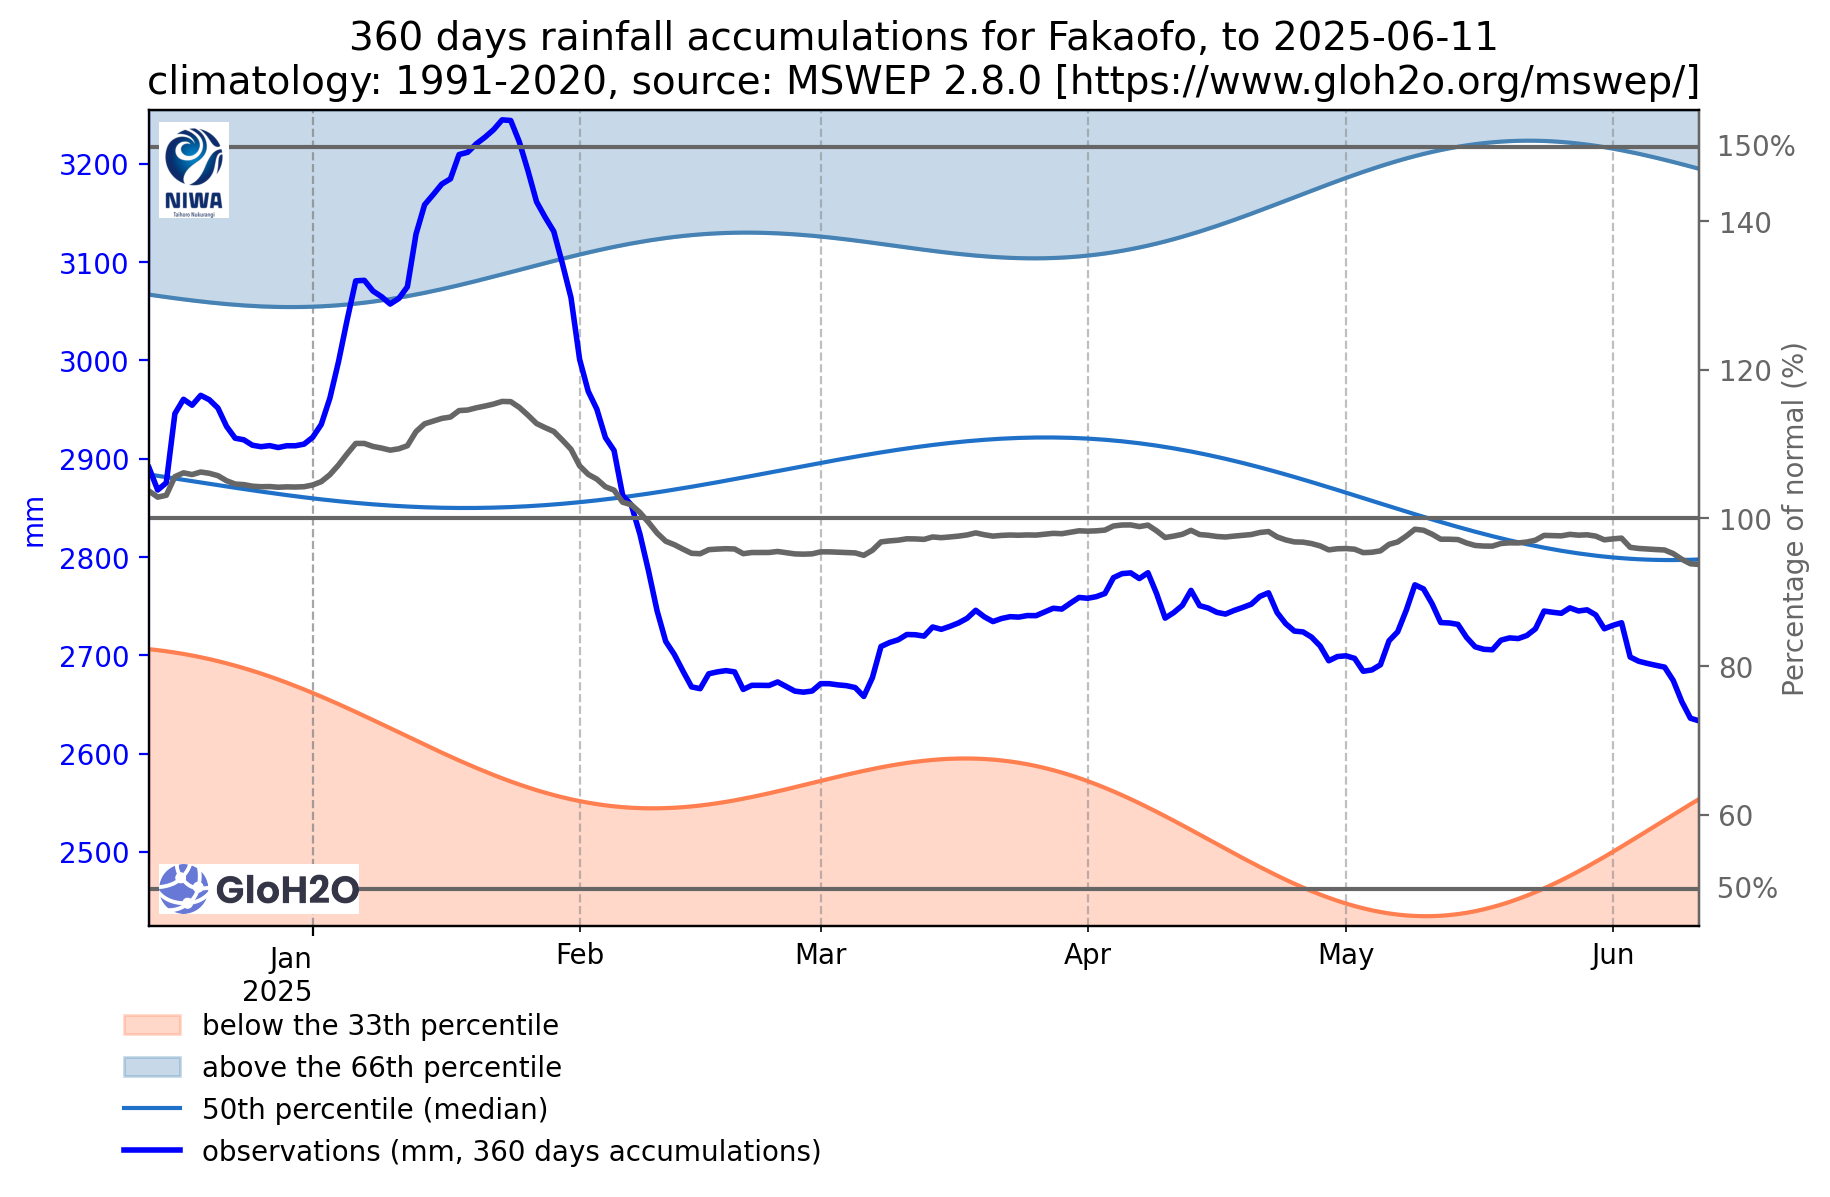 360 days rainfall accumulations for Fakaofo, to 2025-06-11
climatology: 1991-2020, source: MSWEP 2.8.0 [https://www.gloh2o.org/mswep/]
NIWA
Taihoro Nukurangi
3200
3100
3000
2900
2800
2700
2600
2500
mm
150%
140
120
100
80
60
50%
Percentage of normal (%)
GloH2O
Jan
2025
Feb
Mar
Apr
May
Jun
below the 33th percentile
above the 66th percentile
50th percentile (median)
observations (mm, 360 days accumulations)